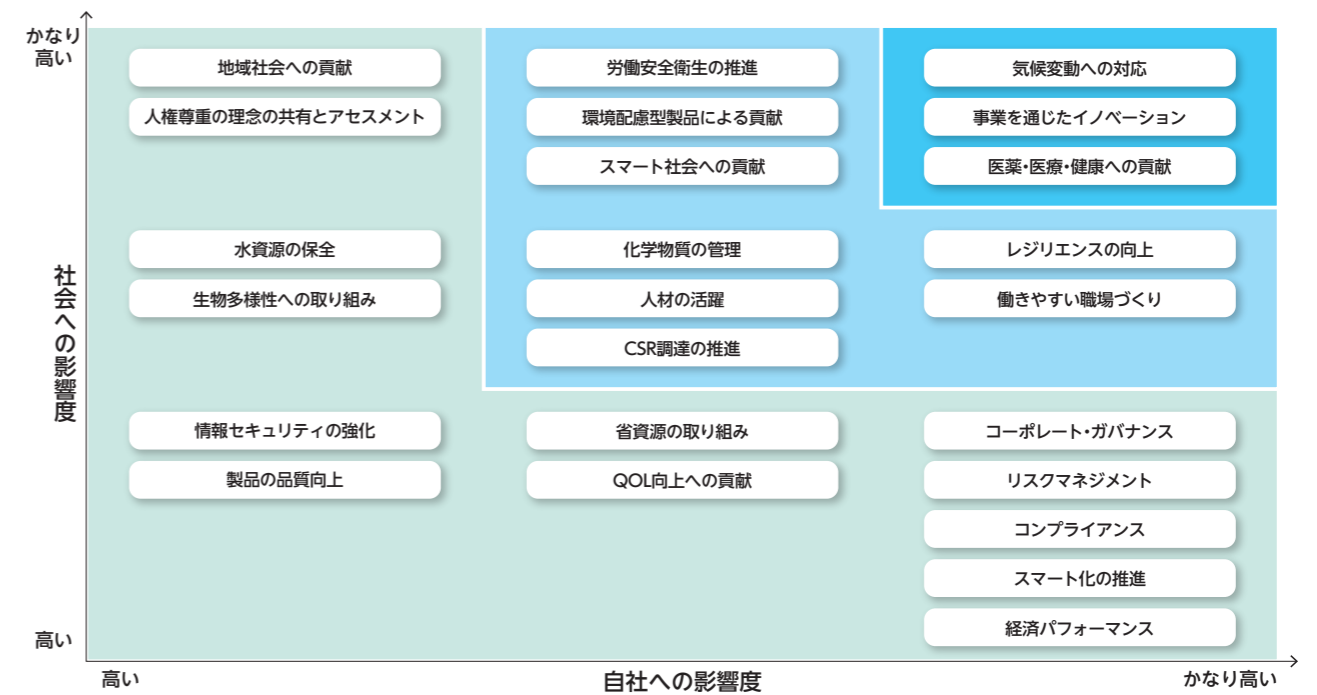 かなり
高い
地域社会への貢献
人権尊重の理念の共有とアセスメント
労働安全衛生の推進
環境配慮型製品による貢献
スマート社会への貢献
気候変動への対応
事業を通じたイノベーション
医薬・医療・健康への貢献
社会への影響度
水資源の保全
生物多様性への取り組み
化学物質の管理
人材の活躍
CSR調達の推進
レジリエンスの向上
働きやすい職場づくり
情報セキュリティの強化
製品の品質向上
省資源の取り組み
QOL向上への貢献
コーポレート・ガバナンス
リスクマネジメント
コンプライアンス
スマート化の推進
経済パフォーマンス
高い
高い
自社への影響度
かなり高い